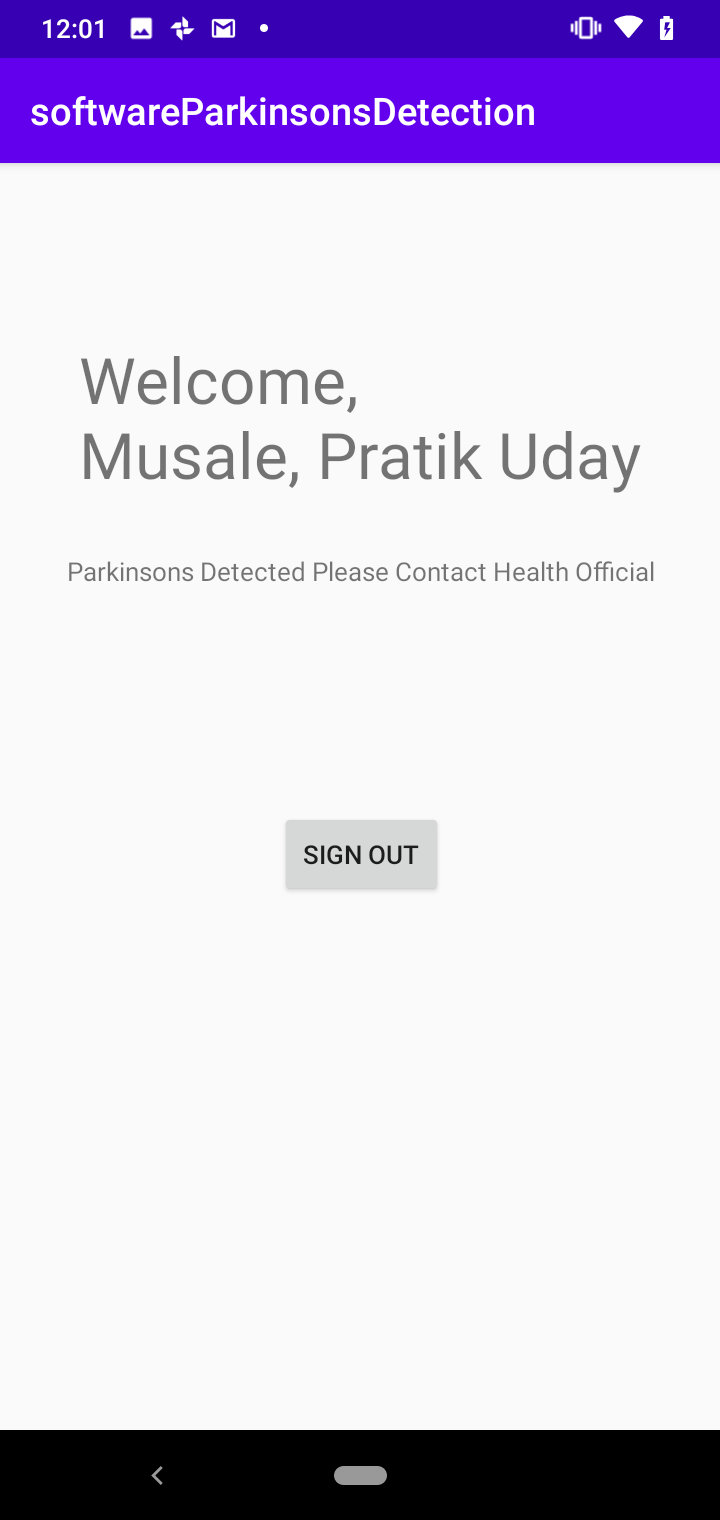 12:01
softwareParkinsonsDetection
Welcome,
Musale, Pratik Uday
Parkinsons Detected Please Contact Health Official
SIGN OUT